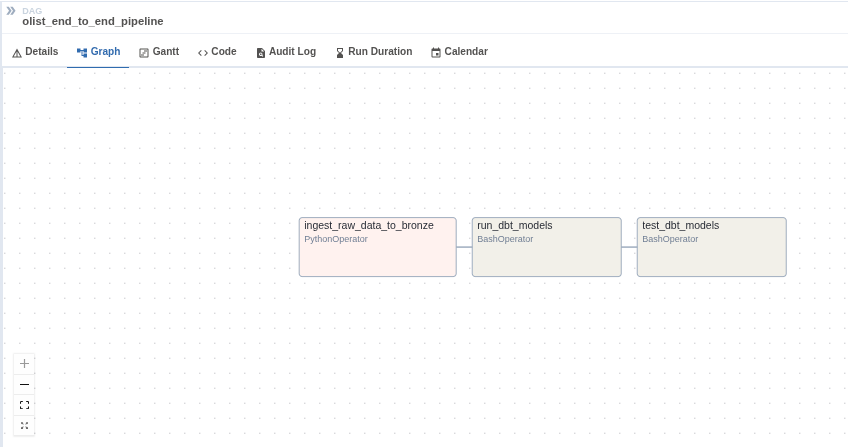 DAG
olist_end_to_end_pipeline
Details Graph Gantt Code Audit Log Run Duration Calendar
ingest_raw_data_to_bronze run_dbt_models test_dbt_models
PythonOperator BashOperator BashOperator